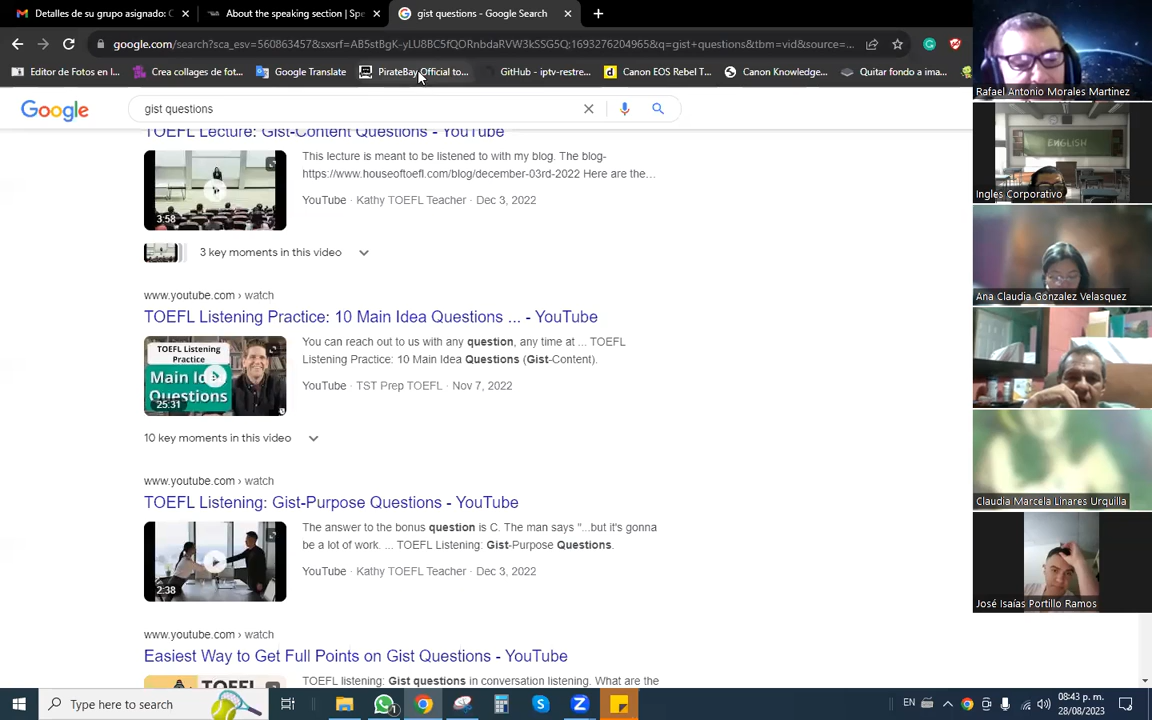 Detalles de su grupo asignado: C
About the speaking section | Spe
gist questions - Google Search
google.com/search?sca_esv=560863457&sxsrf=AB5stBgK-yLU8BC5fQORnbdaRVW3kSSG5Q:1693276204965&q=gist+questions&tbm=vid&source=...
Editor de Fotos en l...
Crea collages de fot...
Google Translate
PirateBay Official to...
GitHub - iptv-restre...
Canon EOS Rebel T...
Canon Knowledge...
Quitar fondo a ima...
Google
gist questions
TOEFL Lecture: Gist-Content Questions - YouTube
This lecture is meant to be listened to with my blog. The blog-
https://www.houseoftoefl.com/blog/december-03rd-2022 Here are the...
YouTube · Kathy TOEFL Teacher · Dec 3, 2022
3:58
3 key moments in this video
www.youtube.com › watch
TOEFL Listening Practice: 10 Main Idea Questions ... - YouTube
TOEFL Listening
Practice
Main Id
Questions
25:31
You can reach out to us with any question, any time at ... TOEFL
Listening Practice: 10 Main Idea Questions (Gist-Content).
YouTube · TST Prep TOEFL · Nov 7, 2022
10 key moments in this video
www.youtube.com › watch
TOEFL Listening: Gist-Purpose Questions - YouTube
The answer to the bonus question is C. The man says "...but it's gonna
be a lot of work. ... TOEFL Listening: Gist-Purpose Questions.
YouTube · Kathy TOEFL Teacher · Dec 3, 2022
2:38
www.youtube.com › watch
Easiest Way to Get Full Points on Gist Questions - YouTube
TOEFL listening: Gist questions in conversation listening. What are the
Rafael Antonio Morales Martinez
ENGLISH
Ingles Corporativo
Ana Claudia Gonzalez Velasquez
Claudia Marcela Linares Urquilla
José Isaías Portillo Ramos
Type here to search
1
EN
08:43 p. m.
28/08/2023